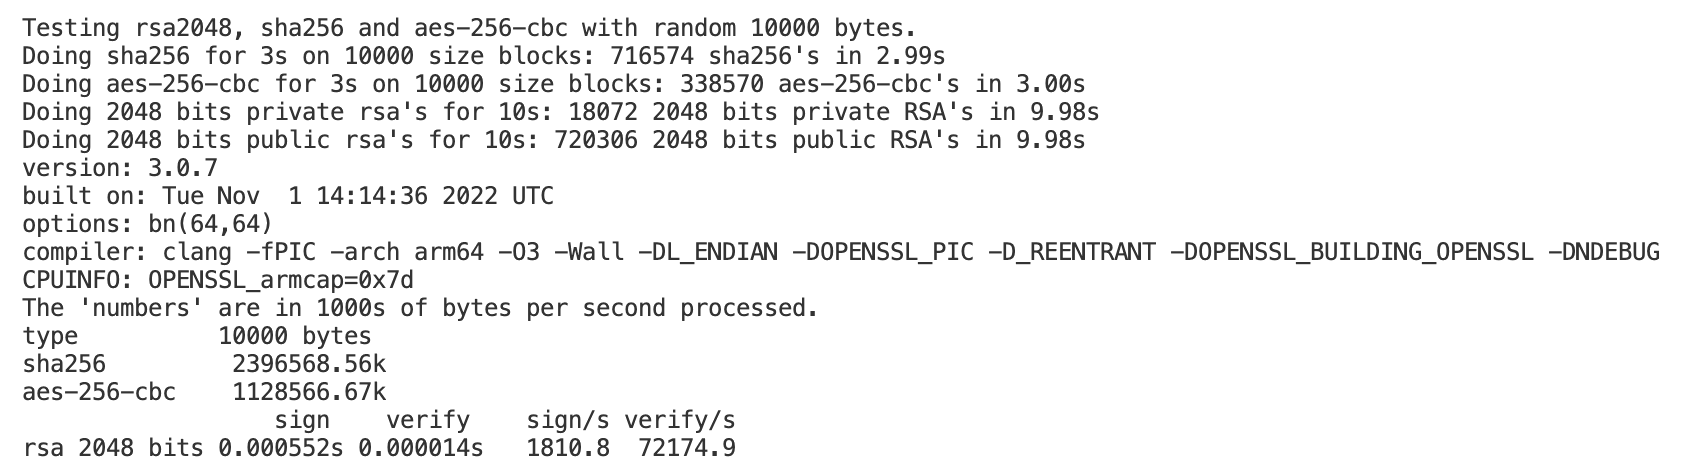 Testing rsa2048, sha256 and aes-256-cbc with random 10000 bytes.
Doing sha256 for 3s on 10000 size blocks: 716574 sha256's in 2.99s
Doing aes-256-cbc for 3s on 10000 size blocks: 338570 aes-256-cbc's in 3.00s
Doing 2048 bits private rsa's for 10s: 18072 2048 bits private RSA's in 9.98s
Doing 2048 bits public rsa's for 10s: 720306 2048 bits public RSA's in 9.98s
version: 3.0.7
built on: Tue Nov  1 14:14:36 2022 UTC
options: bn(64,64)
compiler: clang -fPIC -arch arm64 -O3 -Wall -DL_ENDIAN -DOPENSSL_PIC -D_REENTRANT -DOPENSSL_BUILDING_OPENSSL -DNDEBUG
CPUINFO: OPENSSL_armcap=0x7d
The 'numbers' are in 1000s of bytes per second processed.
type          10000 bytes
sha256         2396568.56k
aes-256-cbc    1128566.67k
                  sign    verify    sign/s verify/s
rsa 2048 bits 0.000552s 0.000014s   1810.8  72174.9